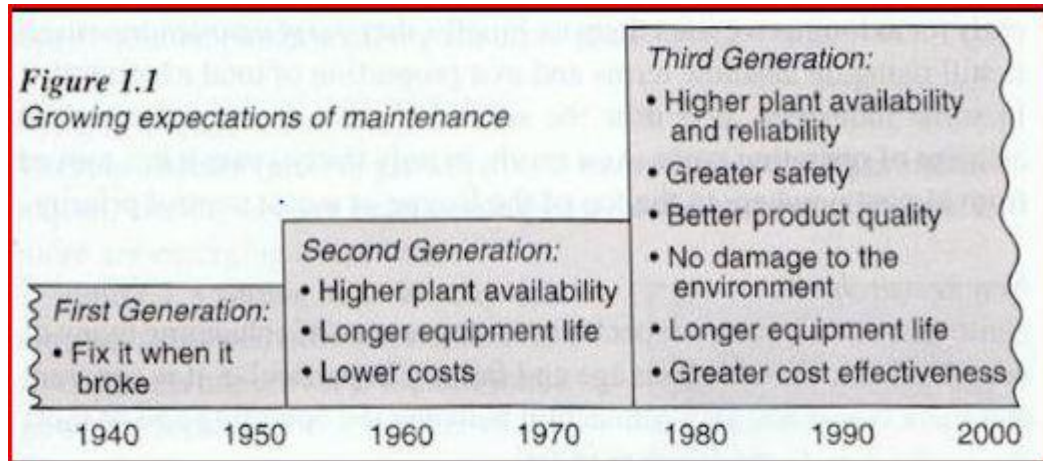 Figure 1.1
Growing expectations of maintenance
First Generation:
• Fix it when it
broke
Second Generation:
• Higher plant availability
• Longer equipment life
• Lower costs
Third Generation:
• Higher plant availability
and reliability
• Greater safety
• Better product quality
• No damage to the
environment
• Longer equipment life
• Greater cost effectiveness
1940 1950 1960 1970 1980 1990 2000